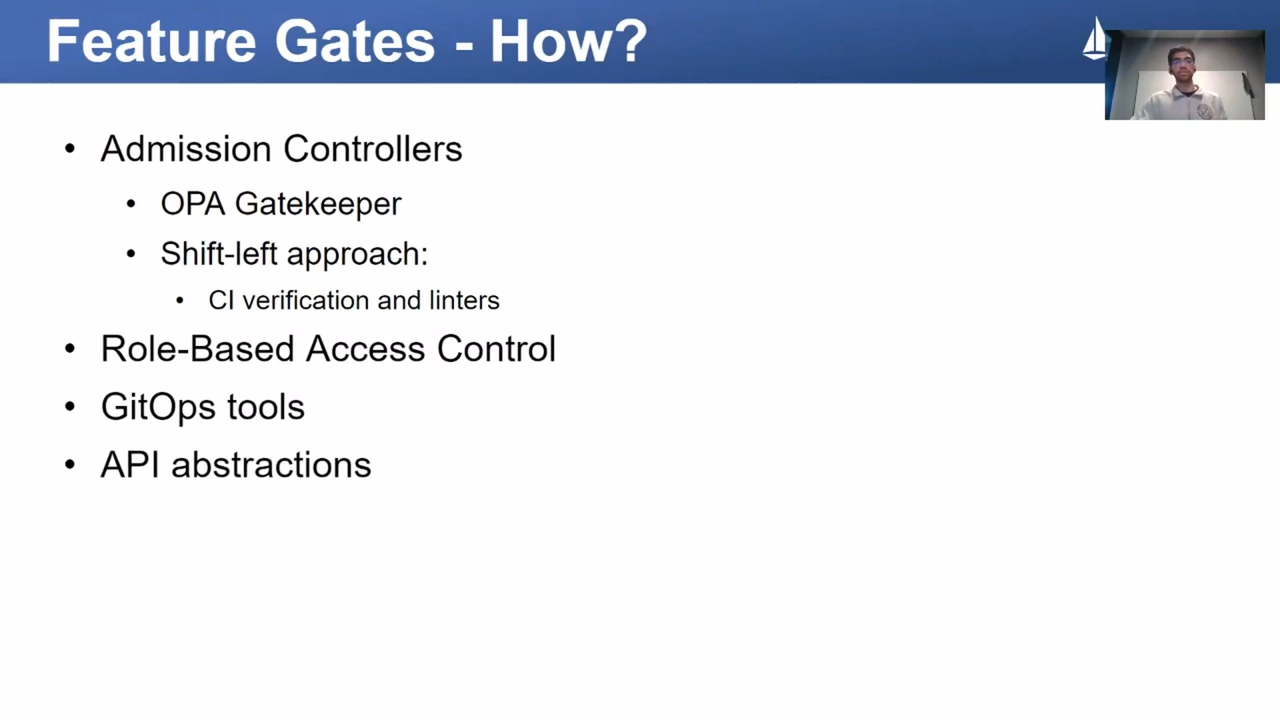 Feature Gates - How?
• Admission Controllers
• OPA Gatekeeper
• Shift-left approach:
• CI verification and linters
• Role-Based Access Control
• GitOps tools
• API abstractions